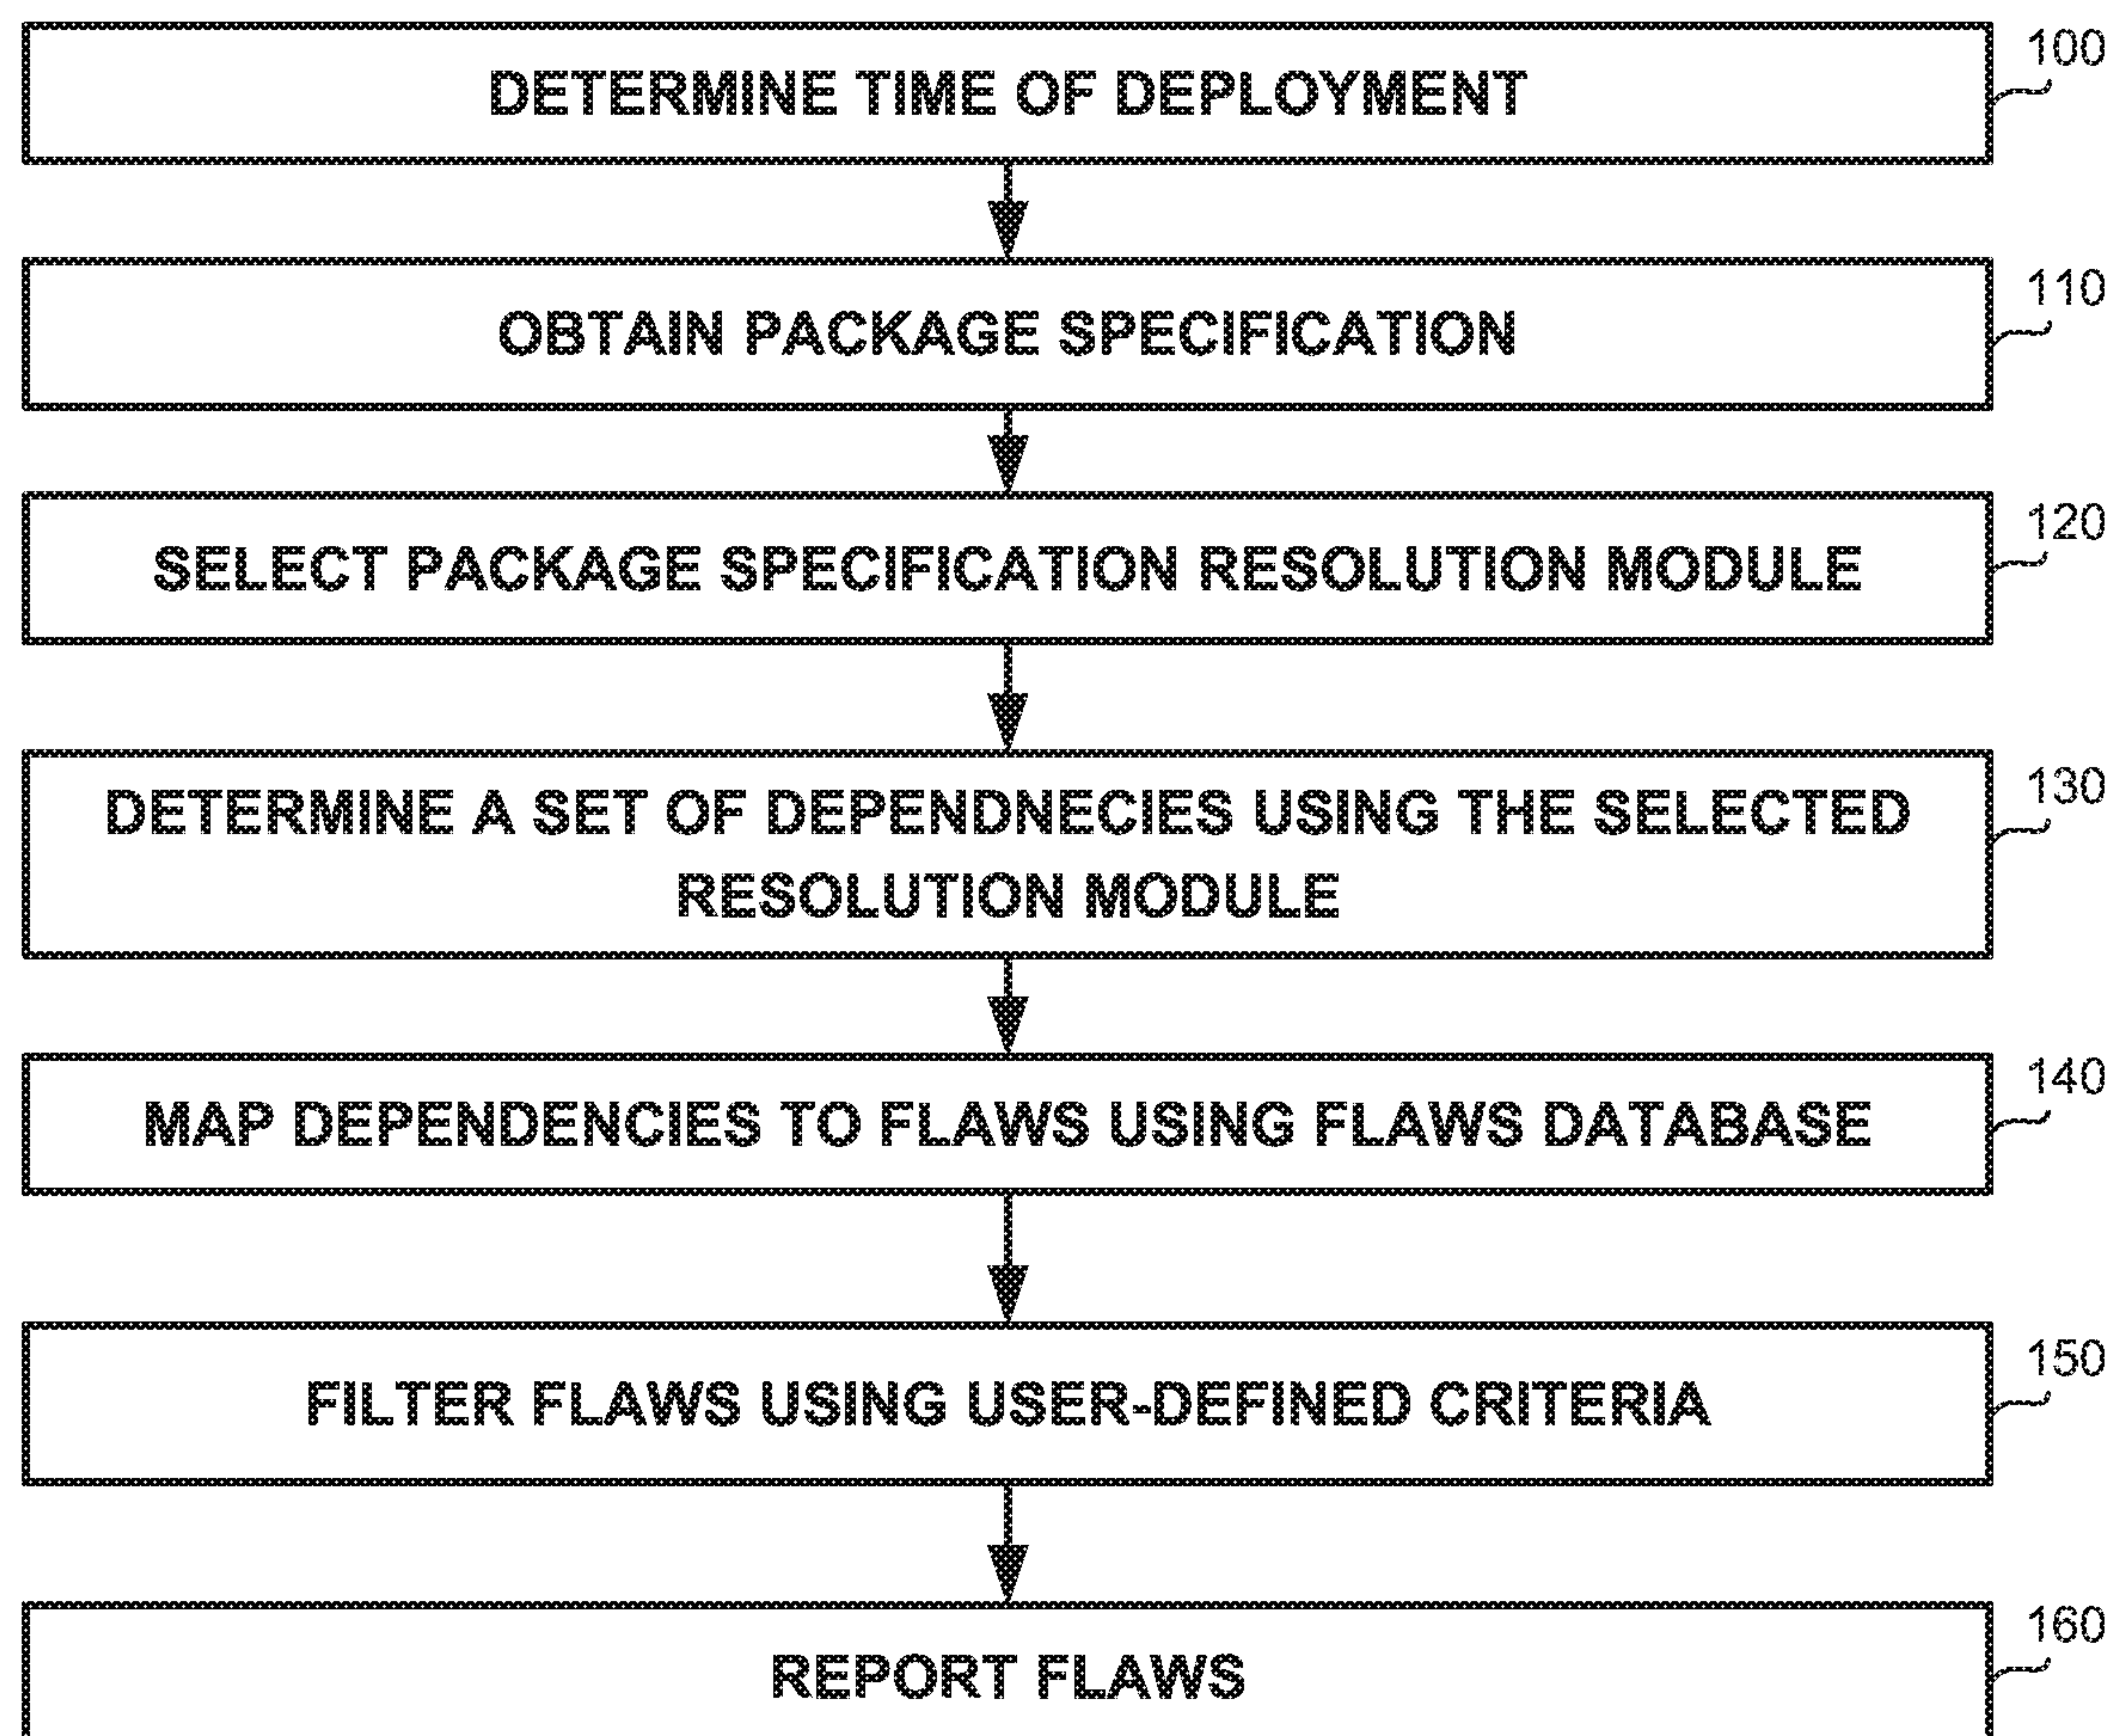 100
DETERMINE TIME OF DEPLOYMENT
110
OBTAIN PACKAGE SPECIFICATION
120
SELECT PACKAGE SPECIFICATION RESOLUTION MODULE
130
DETERMINE A SET OF DEPENDNECIES USING THE SELECTED
RESOLUTION MODULE
140
MAP DEPENDENCIES TO FLAWS USING FLAWS DATABASE
150
FILTER FLAWS USING USER-DEFINED CRITERIA
160
REPORT FLAWS